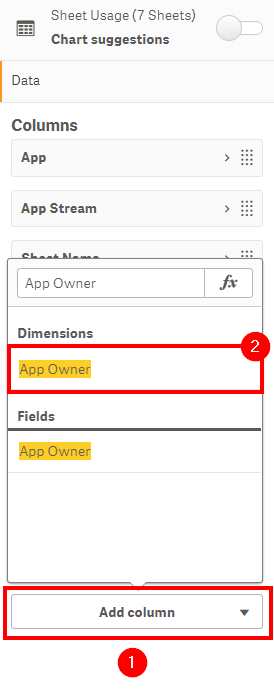 Sheet Usage (7 Sheets)
Chart suggestions
Data
Columns
App
App Stream
Sheet Name
App Owner
fx
Dimensions
2
App Owner
Fields
App Owner
Add column
1